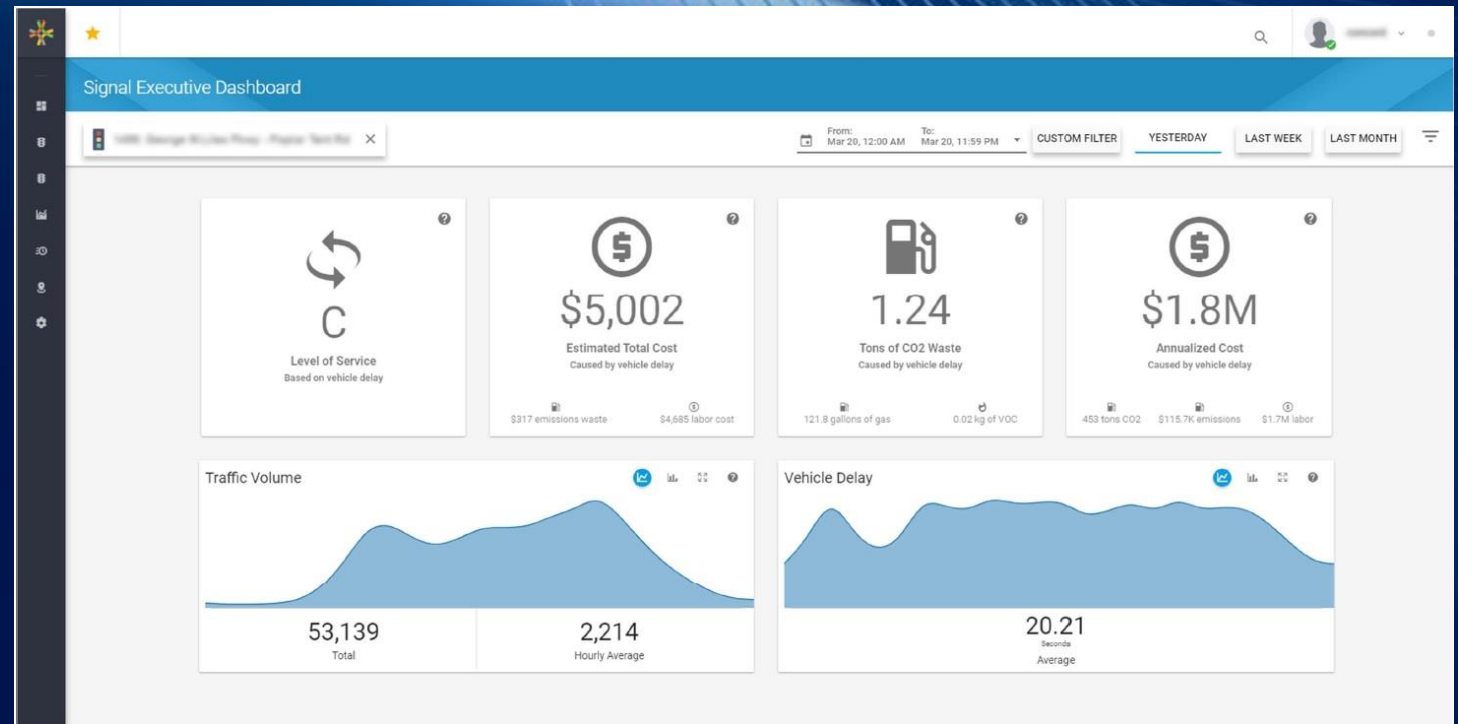 Signal Executive Dashboard
From:
To:
Mar 20, 12:00 AM
Mar 20, 11:59 PM
CUSTOM FILTER
YESTERDAY
LAST WEEK
LAST MONTH
C
Level of Service
Based on vehicle delay
$5,002
Estimated Total Cost
Caused by vehicle delay
$317 emissions waste
$4,685 labor cost
1.24
Tons of CO2 Waste
Caused by vehicle delay
121.8 gallons of gas
0.02 kg of VOC
$1.8M
Annualized Cost
Caused by vehicle delay
453 tons CO2
$115.7K emissions
$1.7M labor
Traffic Volume
53,139
Total
2,214
Hourly Average
Vehicle Delay
20.21
Seconds
Average